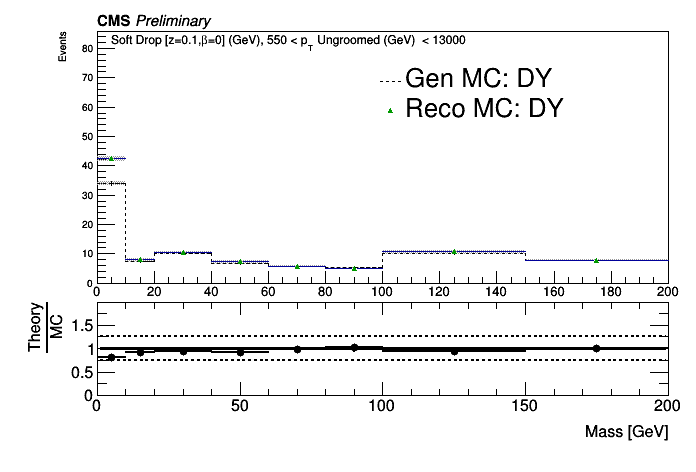 CMS Preliminary
Events
Soft Drop [z=0.1,β=0] (GeV), 550 < pT Ungroomed (GeV) < 13000
Gen MC: DY
Reco MC: DY
80
70
60
50
40
30
20
10
0
0 20 40 60 80 100 120 140 160 180 200
Theory
MC
1.5
1
0.5
0
0 50 100 150 200
Mass [GeV]